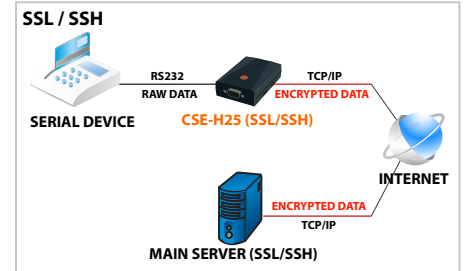 SSL / SSH
RS232
RAW DATA
TCP/IP
ENCRYPTED DATA
SERIAL DEVICE
CSE-H25 (SSL/SSH)
INTERNET
ENCRYPTED DATA
TCP/IP
MAIN SERVER (SSL/SSH)